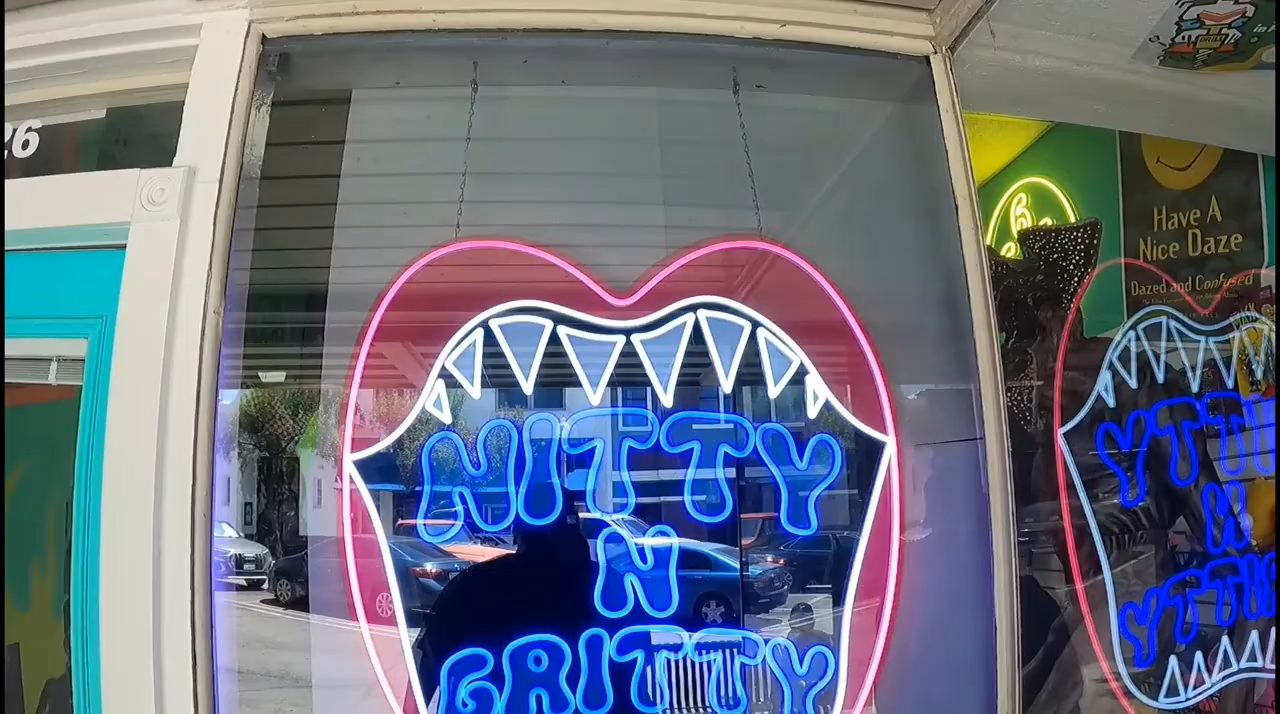 26
NITTY
N
GRITTY
Have A
Nice Daze
Dazed and Confused